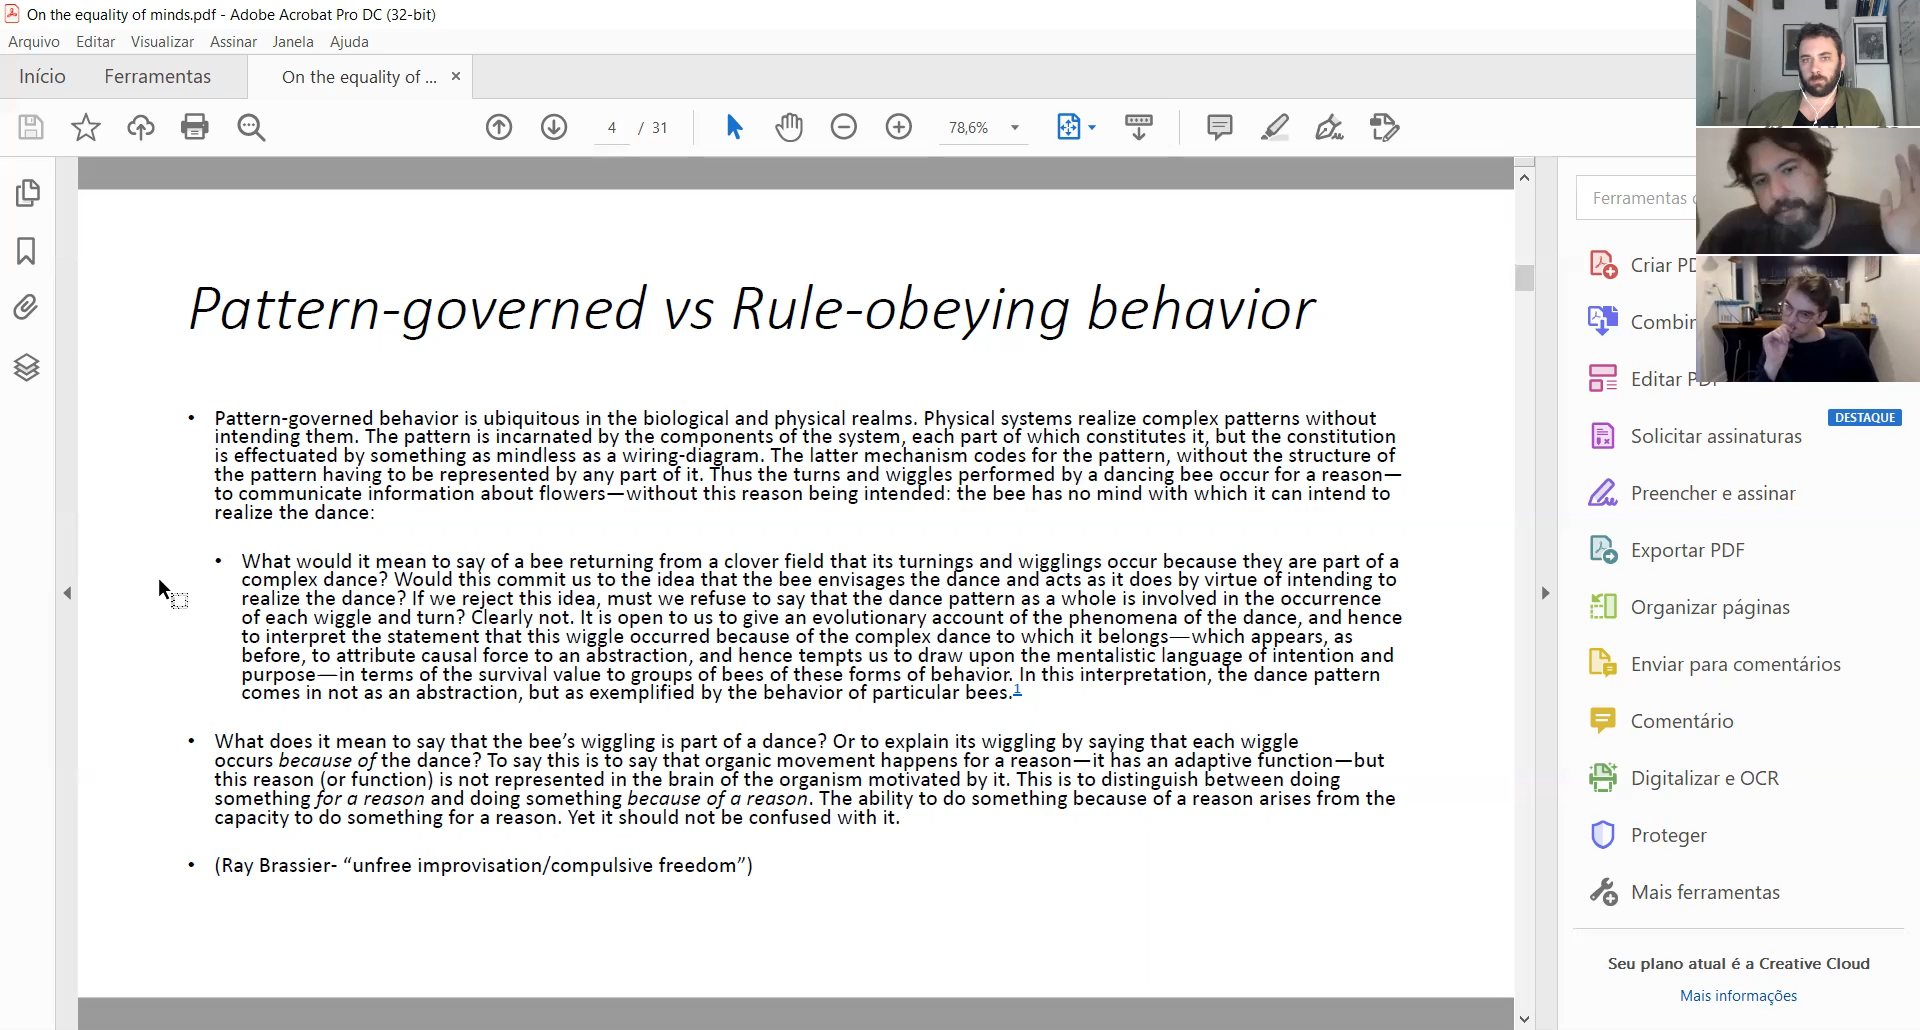 On the equality of minds.pdf - Adobe Acrobat Pro DC (32-bit)
Arquivo Editar Visualizar Assinar Janela Ajuda
Início Ferramentas On the equality of ... ×
4 / 31 78,6%
Ferramentas
Pattern-governed vs Rule-obeying behavior
• Pattern-governed behavior is ubiquitous in the biological and physical realms. Physical systems realize complex patterns without
intending them. The pattern is incarnated by the components of the system, each part of which constitutes it, but the constitution
is effectuated by something as mindless as a wiring-diagram. The latter mechanism codes for the pattern, without the structure of
the pattern having to be represented by any part of it. Thus the turns and wiggles performed by a dancing bee occur for a reason—
to communicate information about flowers—without this reason being intended: the bee has no mind with which it can intend to
realize the dance:
• What would it mean to say of a bee returning from a clover field that its turnings and wigglings occur because they are part of a
complex dance? Would this commit us to the idea that the bee envisages the dance and acts as it does by virtue of intending to
realize the dance? If we reject this idea, must we refuse to say that the dance pattern as a whole is involved in the occurrence
of each wiggle and turn? Clearly not. It is open to us to give an evolutionary account of the phenomena of the dance, and hence
to interpret the statement that this wiggle occurred because of the complex dance to which it belongs—which appears, as
before, to attribute causal force to an abstraction, and hence tempts us to draw upon the mentalistic language of intention and
purpose—in terms of the survival value to groups of bees of these forms of behavior. In this interpretation, the dance pattern
comes in not as an abstraction, but as exemplified by the behavior of particular bees.1
• What does it mean to say that the bee's wiggling is part of a dance? Or to explain its wiggling by saying that each wiggle
occurs because of the dance? To say this is to say that organic movement happens for a reason—it has an adaptive function—but
this reason (or function) is not represented in the brain of the organism motivated by it. This is to distinguish between doing
something for a reason and doing something because of a reason. The ability to do something because of a reason arises from the
capacity to do something for a reason. Yet it should not be confused with it.
• (Ray Brassier- “unfree improvisation/compulsive freedom”)
Criar PD
Combin
Editar PDF
DESTAQUE
Solicitar assinaturas
Preencher e assinar
Exportar PDF
Organizar páginas
Enviar para comentários
Comentário
Digitalizar e OCR
Proteger
Mais ferramentas
Seu plano atual é a Creative Cloud
Mais informações